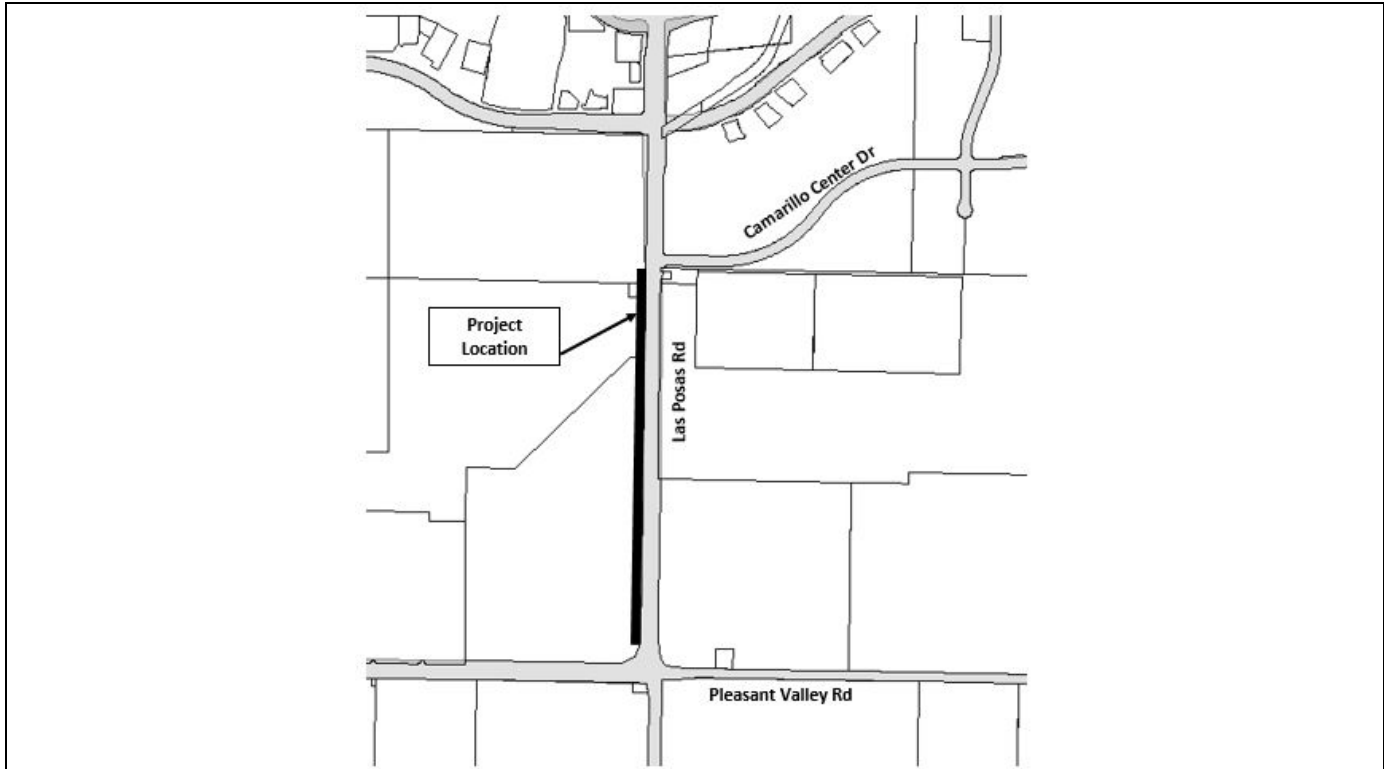 Camarillo Center Dr
Project
Location
Las Posas Rd
Pleasant Valley Rd